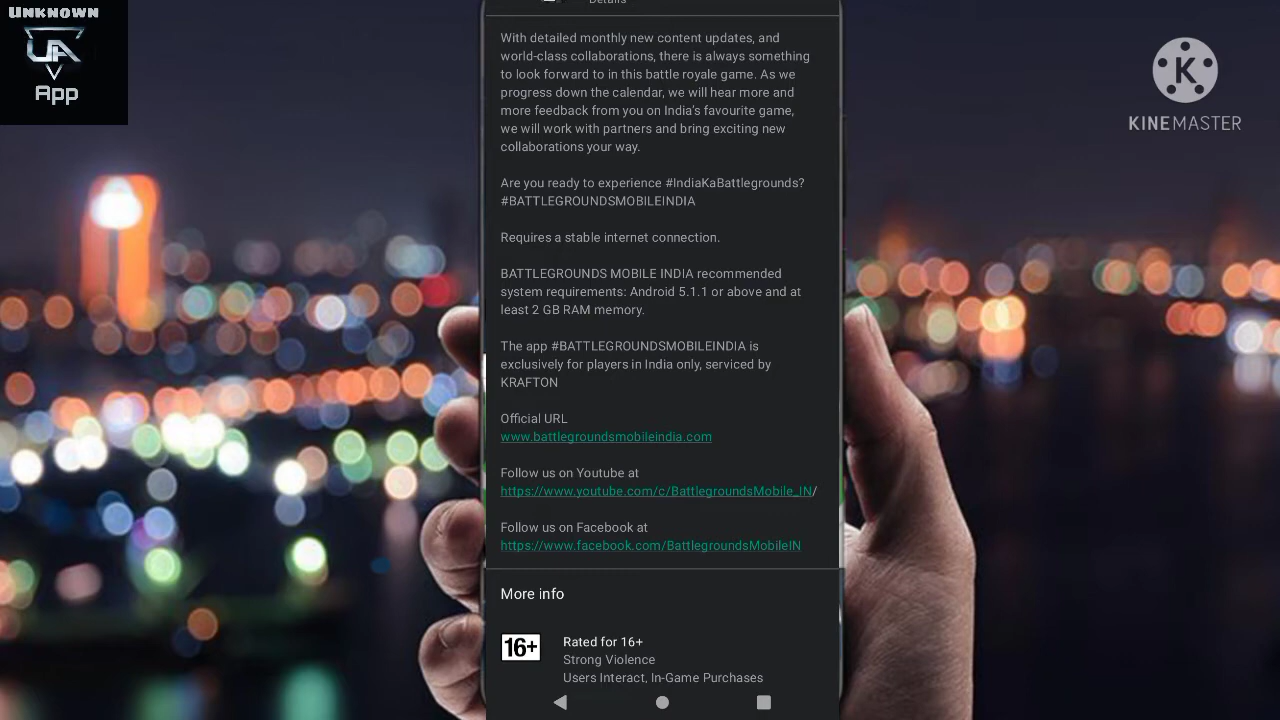 UNKNOWN
UA
App
KINEMASTER
K
With detailed monthly new content updates, and
world-class collaborations, there is always something
to look forward to in this battle royale game. As we
progress down the calendar, we will hear more and
more feedback from you on India's favourite game,
we will work with partners and bring exciting new
collaborations your way.
Are you ready to experience #IndiaKaBattlegrounds?
#BATTLEGROUNDSMOBILEINDIA
Requires a stable internet connection.
BATTLEGROUNDS MOBILE INDIA recommended
system requirements: Android 5.1.1 or above and at
least 2 GB RAM memory.
The app #BATTLEGROUNDSMOBILEINDIA is
exclusively for players in India only, serviced by
KRAFTON
Official URL
www.battlegroundsmobileindia.com
Follow us on Youtube at
https://www.youtube.com/c/BattlegroundsMobile_IN/
Follow us on Facebook at
https://www.facebook.com/BattlegroundsMobileIN
More info
16+
Rated for 16+
Strong Violence
Users Interact, In-Game Purchases